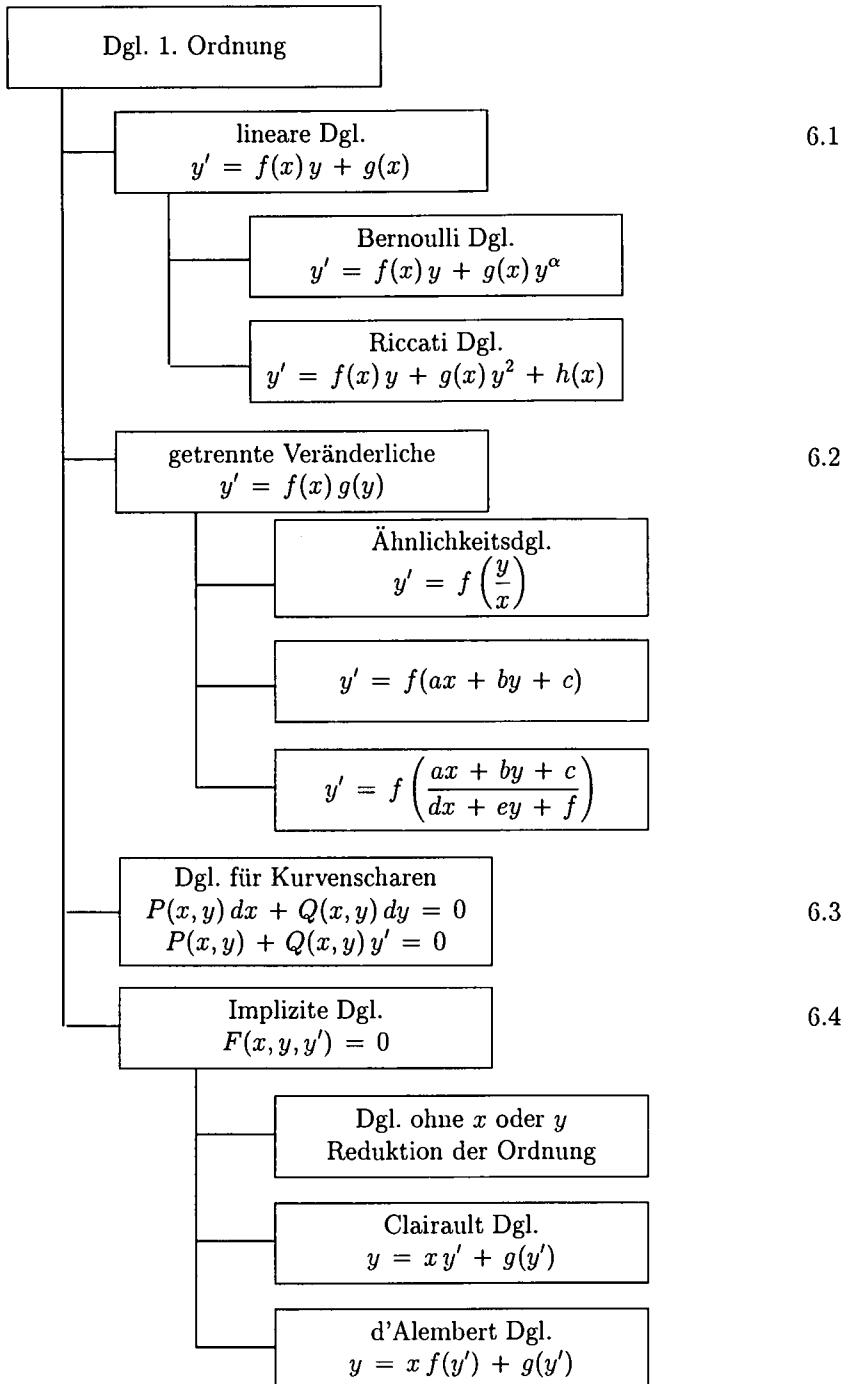 Dgl. 1. Ordnung
lineare Dgl.
y′ = f(x) y + g(x)
6.1
Bernoulli Dgl.
y′ = f(x) y + g(x) y^α
Riccati Dgl.
y′ = f(x) y + g(x) y² + h(x)
getrennte Veränderliche
y′ = f(x) g(y)
6.2
Ähnlichkeitsdgl.
y′ = f(y/x)
y′ = f(ax + by + c)
y′ = f((ax + by + c)/(dx + ey + f))
Dgl. für Kurvenscharen
P(x, y) dx + Q(x, y) dy = 0
P(x, y) + Q(x, y) y′ = 0
6.3
Implizite Dgl.
F(x, y, y′) = 0
6.4
Dgl. ohne x oder y
Reduktion der Ordnung
Clairault Dgl.
y = x y′ + g(y′)
d'Alembert Dgl.
y = x f(y′) + g(y′)